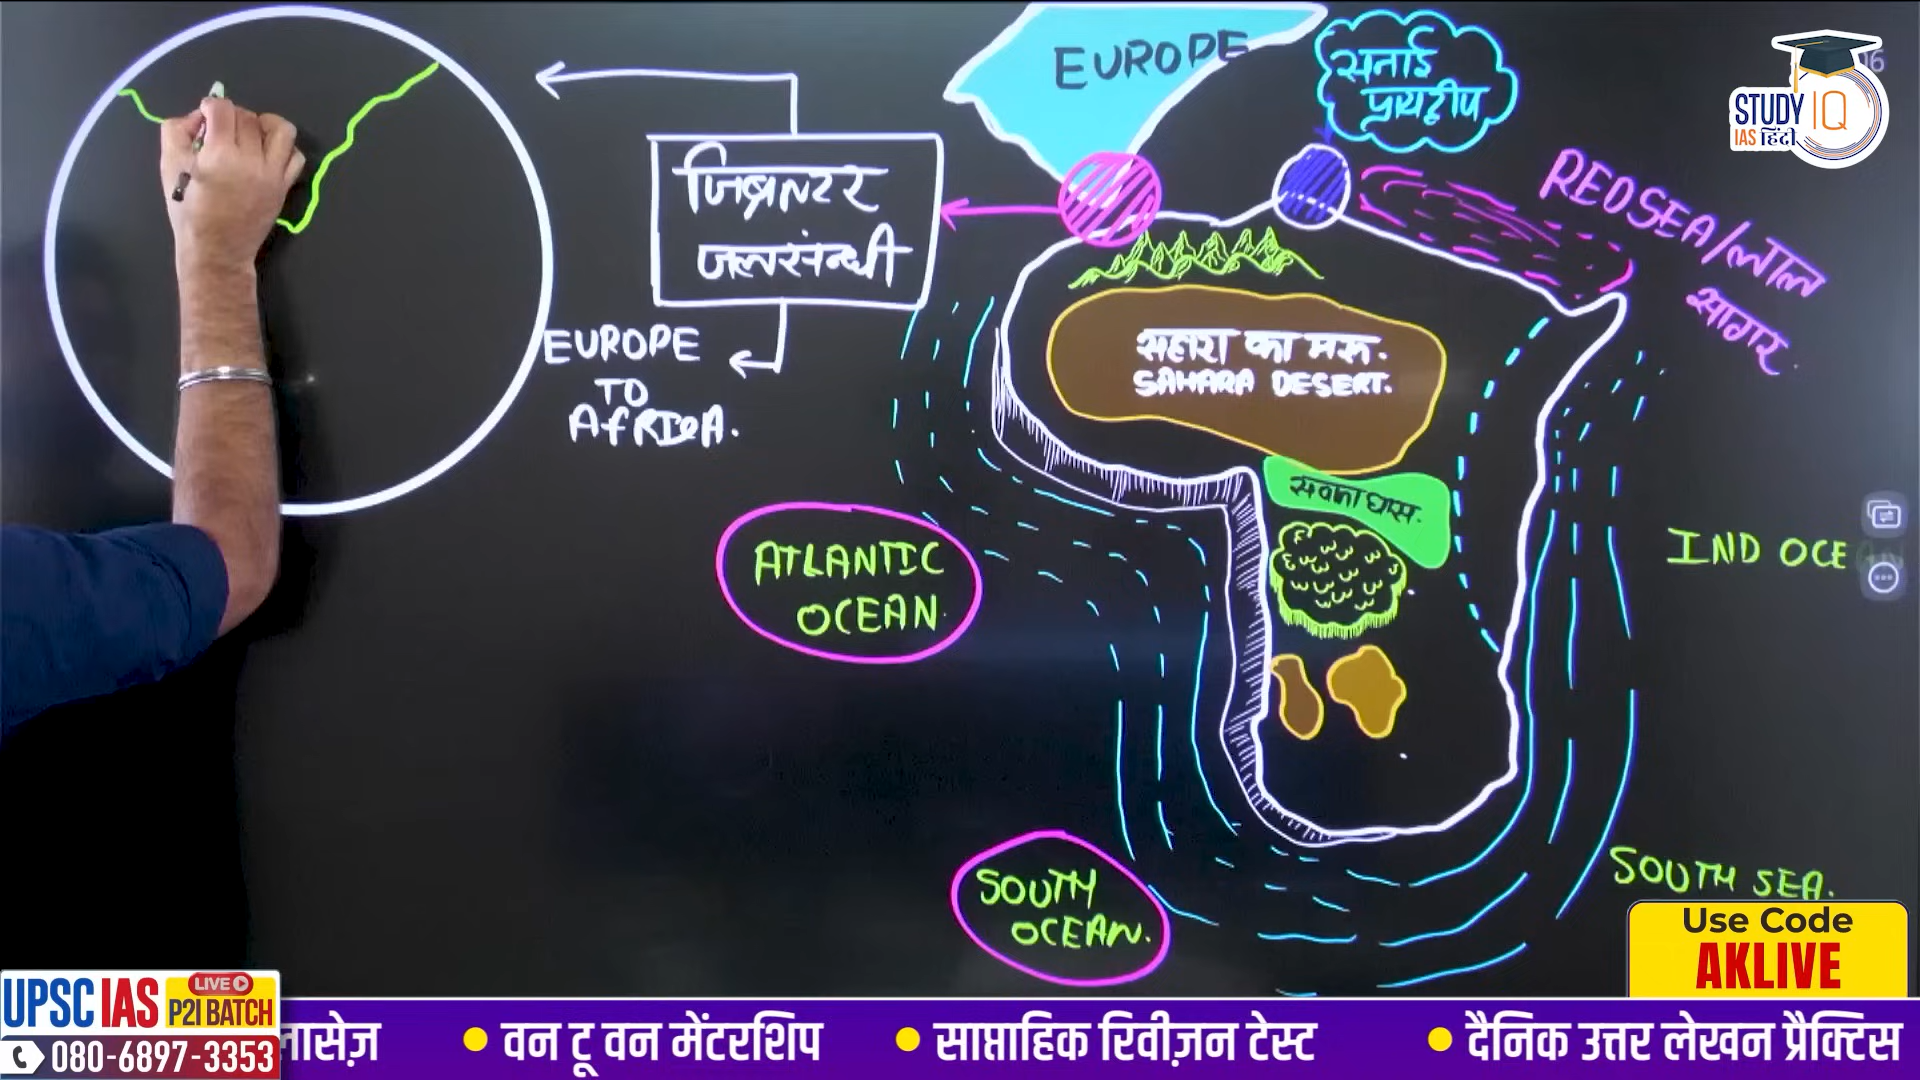 EUROPE
सनाई
प्रायद्वीप
STUDY IQ
IAS हिंदी
REDSEA/लाल
सागर.
जिब्राल्टर
जलसंन्धी
EUROPE
TO
AfRICA.
सहारा का मरू.
SAHARA DESERT.
घास.
ATLANTIC
OCEAN.
IND OCEAN
SOUTH
OCEAN.
SOUTH SEA.
Use Code
AKLIVE
UPSC IAS
LIVE
P2I BATCH
080-6897-3353
लासेज़ • वन टू वन मेंटरशिप • साप्ताहिक रिवीज़न टेस्ट • दैनिक उत्तर लेखन प्रैक्टिस